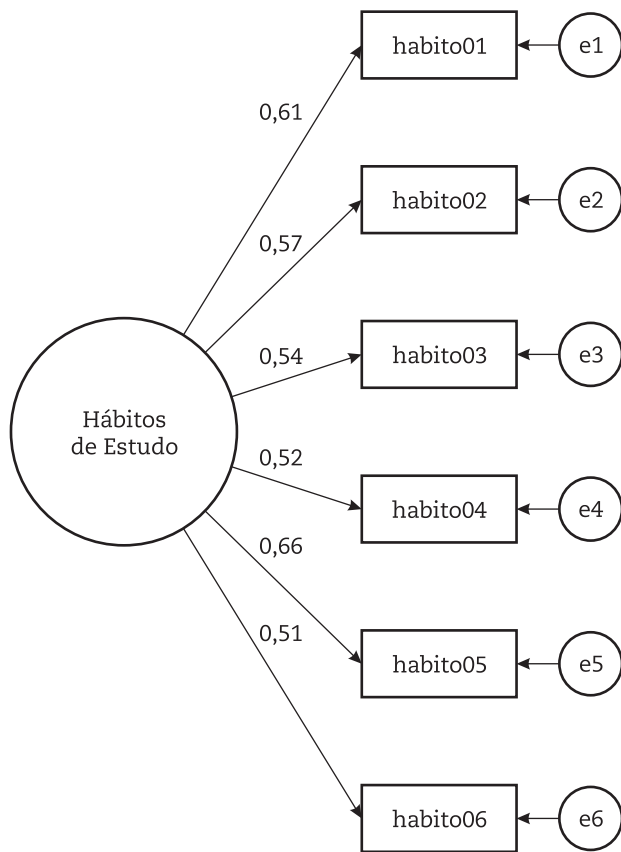 habito01
e1
0,61
habito02
e2
0,57
habito03
e3
0,54
Hábitos
de Estudo
0,52
habito04
e4
0,66
habito05
e5
0,51
habito06
e6